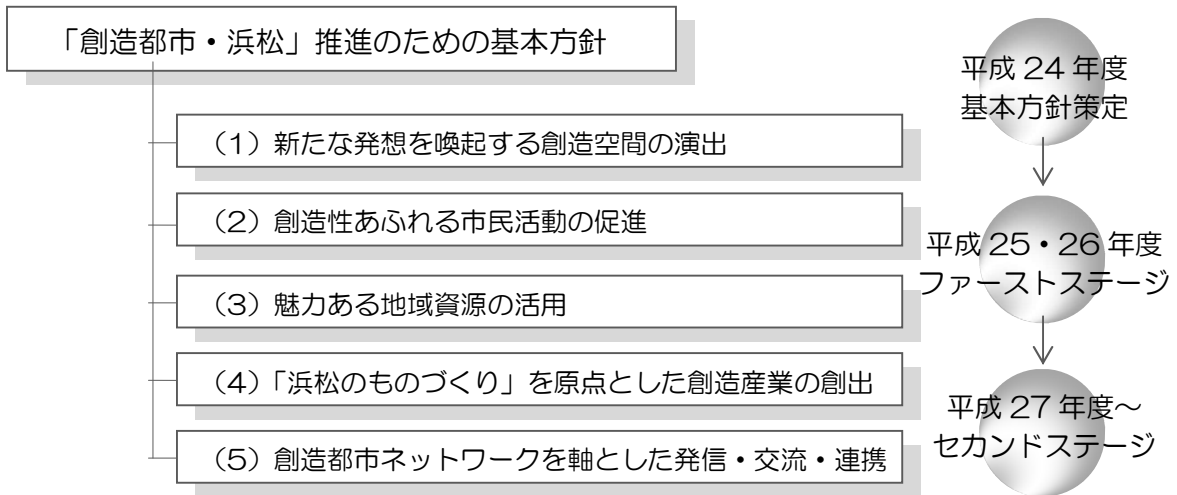 「創造都市・浜松」推進のための基本方針
(1)新たな発想を喚起する創造空間の演出
(2)創造性あふれる市民活動の促進
(3)魅力ある地域資源の活用
(4)「浜松のものづくり」を原点とした創造産業の創出
(5)創造都市ネットワークを軸とした発信・交流・連携
平成 24 年度
基本方針策定
平成 25・26 年度
ファーストステージ
平成 27 年度～
セカンドステージ